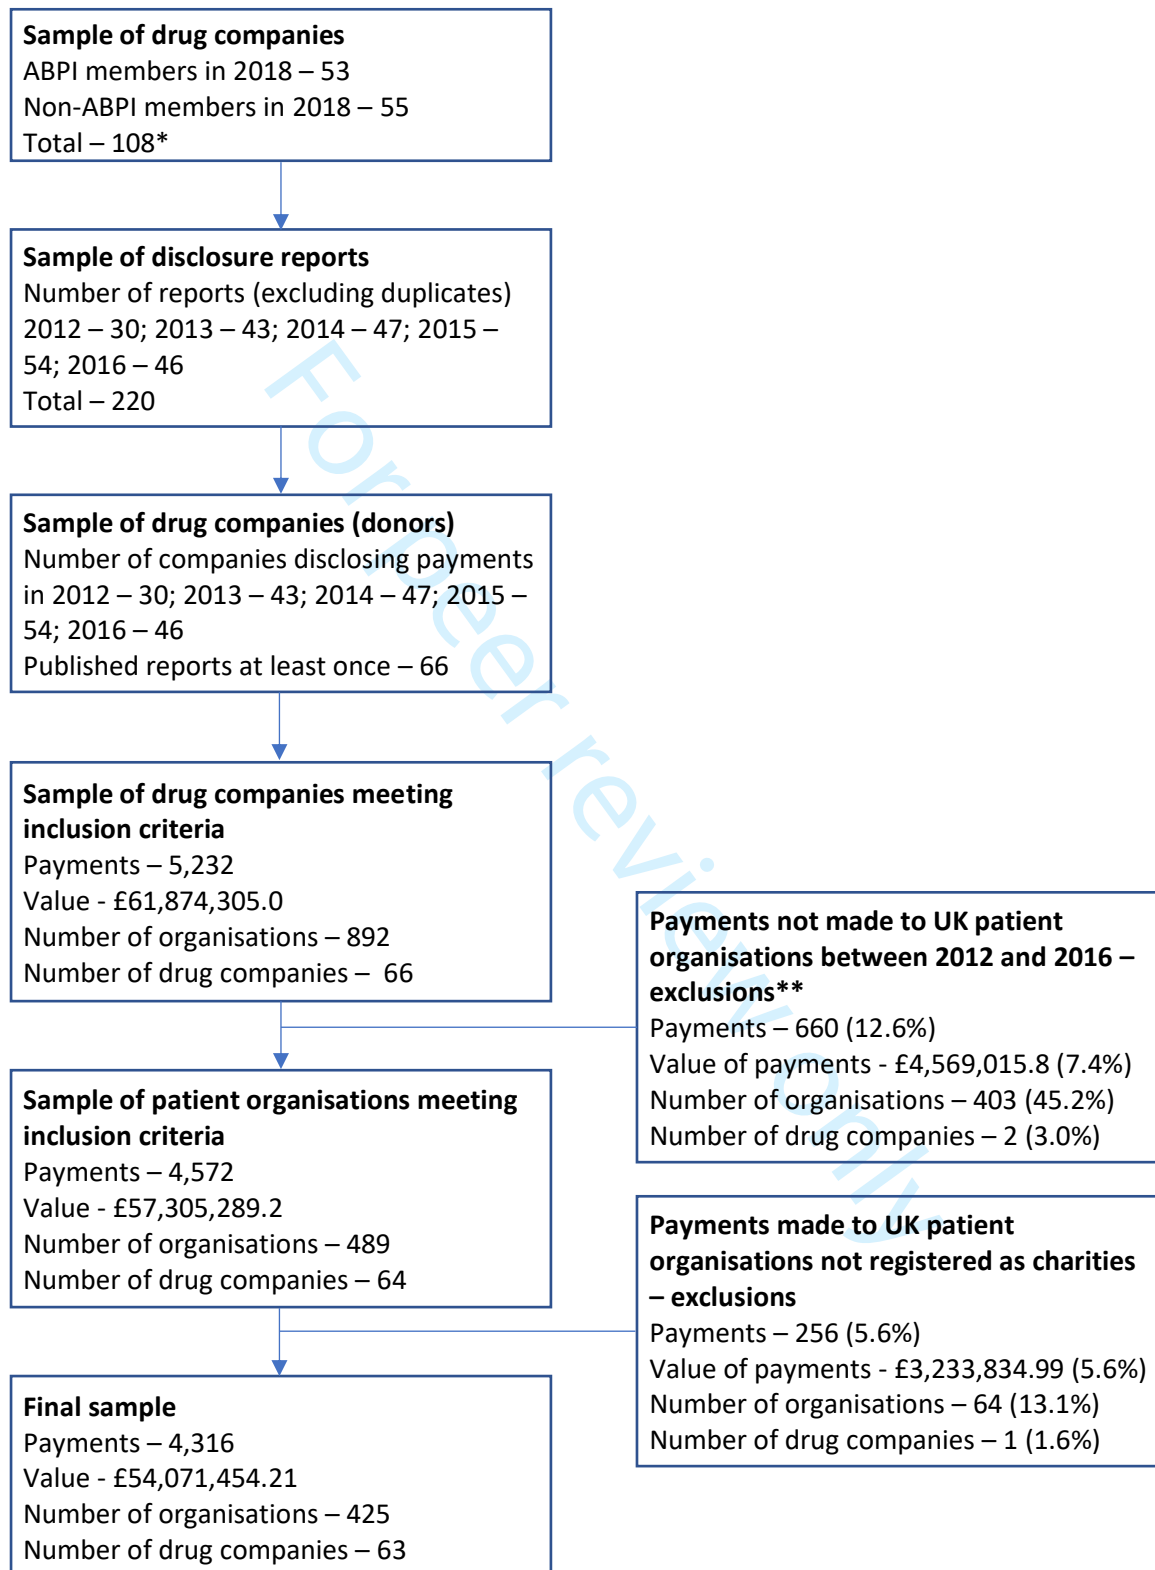 Sample of drug companies
ABPI members in 2018 – 53
Non-ABPI members in 2018 – 55
Total – 108*
Sample of disclosure reports
Number of reports (excluding duplicates)
2012 – 30; 2013 – 43; 2014 – 47; 2015 –
54; 2016 – 46
Total – 220
Sample of drug companies (donors)
Number of companies disclosing payments
in 2012 – 30; 2013 – 43; 2014 – 47; 2015 –
54; 2016 – 46
Published reports at least once – 66
Sample of drug companies meeting
inclusion criteria
Payments – 5,232
Value - £61,874,305.0
Number of organisations – 892
Number of drug companies – 66
Payments not made to UK patient
organisations between 2012 and 2016 –
exclusions**
Payments – 660 (12.6%)
Value of payments - £4,569,015.8 (7.4%)
Number of organisations – 403 (45.2%)
Number of drug companies – 2 (3.0%)
Sample of patient organisations meeting
inclusion criteria
Payments – 4,572
Value - £57,305,289.2
Number of organisations – 489
Number of drug companies – 64
Payments made to UK patient
organisations not registered as charities
– exclusions
Payments – 256 (5.6%)
Value of payments - £3,233,834.99 (5.6%)
Number of organisations – 64 (13.1%)
Number of drug companies – 1 (1.6%)
Final sample
Payments – 4,316
Value - £54,071,454.21
Number of organisations – 425
Number of drug companies – 63
For peer review only